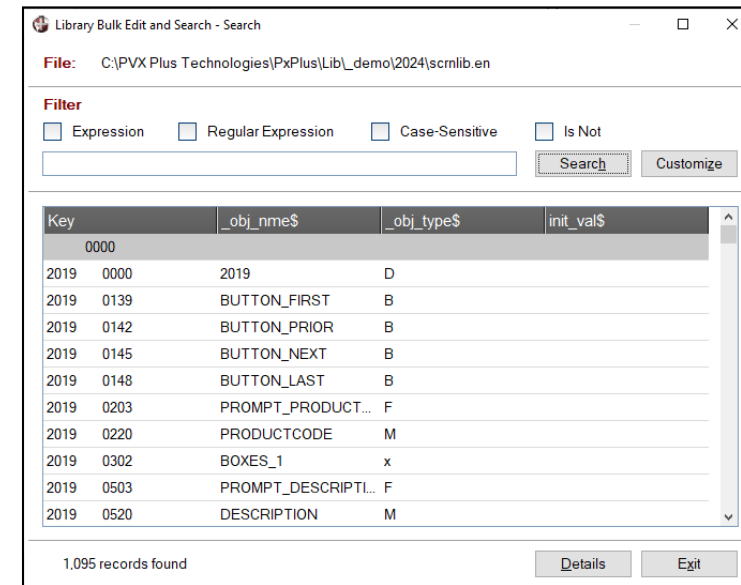 Library Bulk Edit and Search - Search
File: C:\PVX Plus Technologies\PxPlus\Lib\_demo\2024\scrnlib.en
Filter
Expression Regular Expression Case-Sensitive Is Not
Search Customize
Key _obj_nme$ _obj_type$ init_val$
0000
2019 0000 2019 D
2019 0139 BUTTON_FIRST B
2019 0142 BUTTON_PRIOR B
2019 0145 BUTTON_NEXT B
2019 0148 BUTTON_LAST B
2019 0203 PROMPT_PRODUCT... F
2019 0220 PRODUCTCODE M
2019 0302 BOXES_1 x
2019 0503 PROMPT_DESCRIPTI... F
2019 0520 DESCRIPTION M
1,095 records found Details Exit